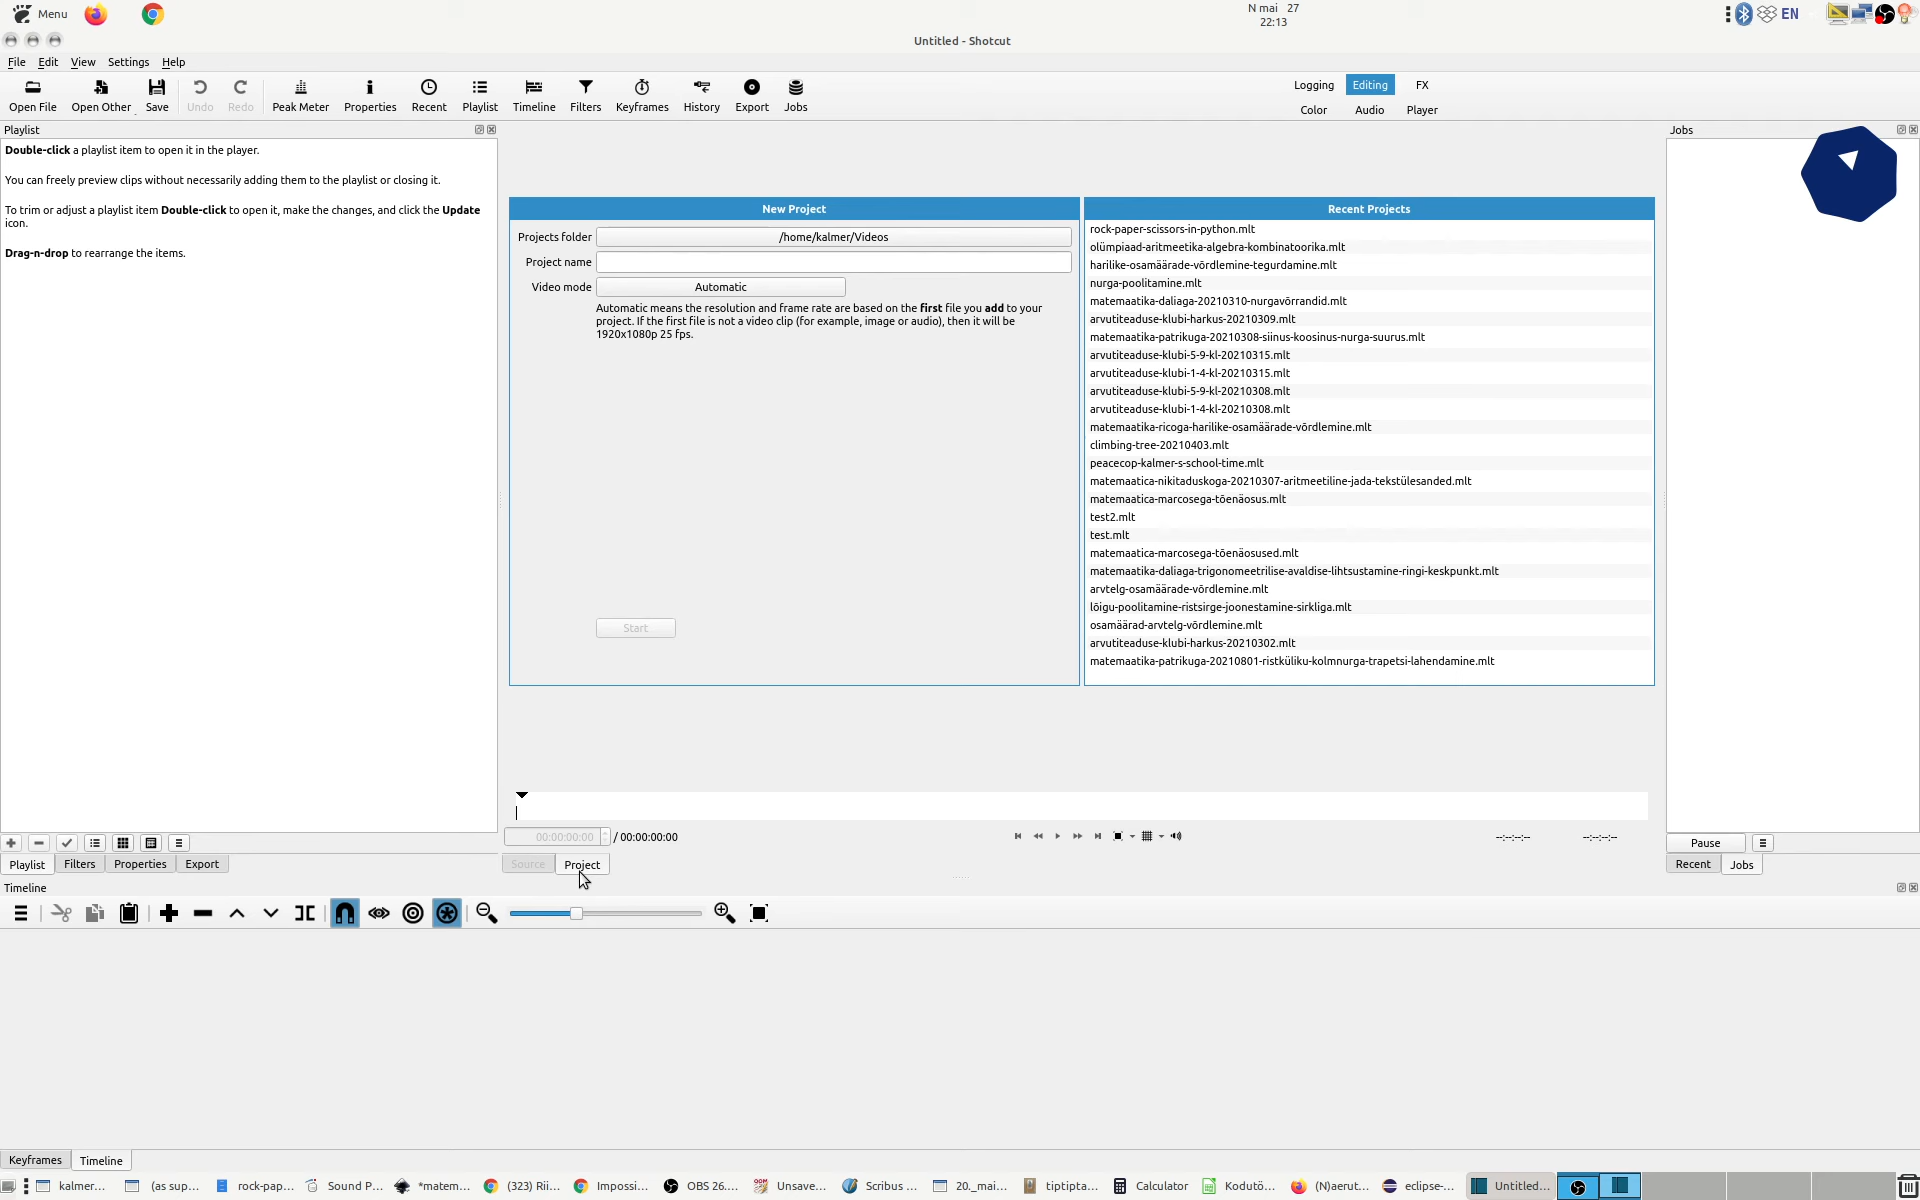 Menu
N mai 27
22:13
EN
Untitled - Shotcut
File Edit View Settings Help
Open File Open Other Save Undo Redo Peak Meter Properties Recent Playlist Timeline Filters Keyframes History Export Jobs
Logging Editing FX
Color Audio Player
Playlist
Double-click a playlist item to open it in the player.
You can freely preview clips without necessarily adding them to the playlist or closing it.
To trim or adjust a playlist item Double-click to open it, make the changes, and click the Update
icon.
Drag-n-drop to rearrange the items.
New Project
Projects folder /home/kalmer/Videos
Project name
Video mode Automatic
Automatic means the resolution and frame rate are based on the first file you add to your
project. If the first file is not a video clip (for example, image or audio), then it will be
1920x1080p 25 fps.
Start
Recent Projects
rock-paper-scissors-in-python.mlt
olümpiaad-aritmeetika-algebra-kombinatoorika.mlt
harilike-osamäärade-võrdlemine-tegurdamine.mlt
nurga-poolitamine.mlt
matemaatika-daliaga-20210310-nurgavõrrandid.mlt
arvutiteaduse-klubi-harkus-20210309.mlt
matemaatika-patrikuga-20210308-siinus-koosinus-nurga-suurus.mlt
arvutiteaduse-klubi-5-9-kl-20210315.mlt
arvutiteaduse-klubi-1-4-kl-20210315.mlt
arvutiteaduse-klubi-5-9-kl-20210308.mlt
arvutiteaduse-klubi-1-4-kl-20210308.mlt
matemaatika-ricoga-harilike-osamäärade-võrdlemine.mlt
climbing-tree-20210403.mlt
peacecop-kalmer-s-school-time.mlt
matemaatica-nikitaduskoga-20210307-aritmeetiline-jada-tekstülesanded.mlt
matemaatica-marcosega-tõenäosus.mlt
test2.mlt
test.mlt
matemaatica-marcosega-tõenäosused.mlt
matemaatika-daliaga-trigonomeetrilise-avaldise-lihtsustamine-ringi-keskpunkt.mlt
arvtelg-osamäärade-võrdlemine.mlt
lõigu-poolitamine-ristsirge-joonestamine-sirkliga.mlt
osamäärad-arvtelg-võrdlemine.mlt
arvutiteaduse-klubi-harkus-20210302.mlt
matemaatika-patrikuga-20210801-ristküliku-kolmnurga-trapetsi-lahendamine.mlt
Jobs
00:00:00:00 / 00:00:00:00
--:--:--:-- --:--:--:--
Pause
Playlist Filters Properties Export
Source Project
Recent Jobs
Timeline
Keyframes Timeline
kalmer... (as sup... rock-pap... Sound P... *matem... (323) Rii... Impossi... OBS 26.... Unsave... Scribus ... 20._mai... tiptipta... Calculator Kodutö... (N)aerut... eclipse-... Untitled...